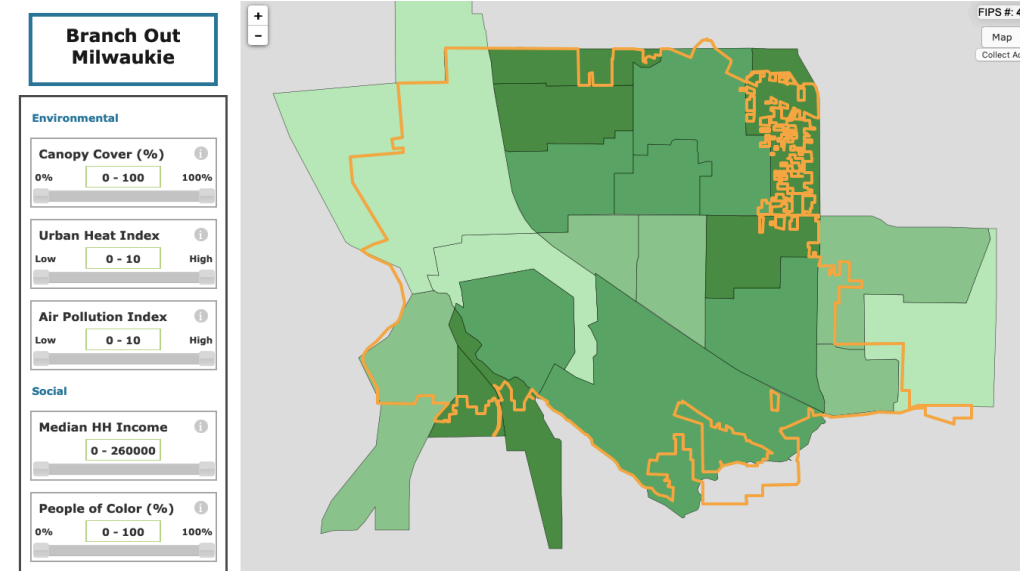 Branch Out
Milwaukie
Environmental
Canopy Cover (%) i
0% 0 - 100 100%
Urban Heat Index i
Low 0 - 10 High
Air Pollution Index i
Low 0 - 10 High
Social
Median HH Income i
0 - 260000
People of Color (%) i
0% 0 - 100 100%
+
-
FIPS #:
Map
Collect